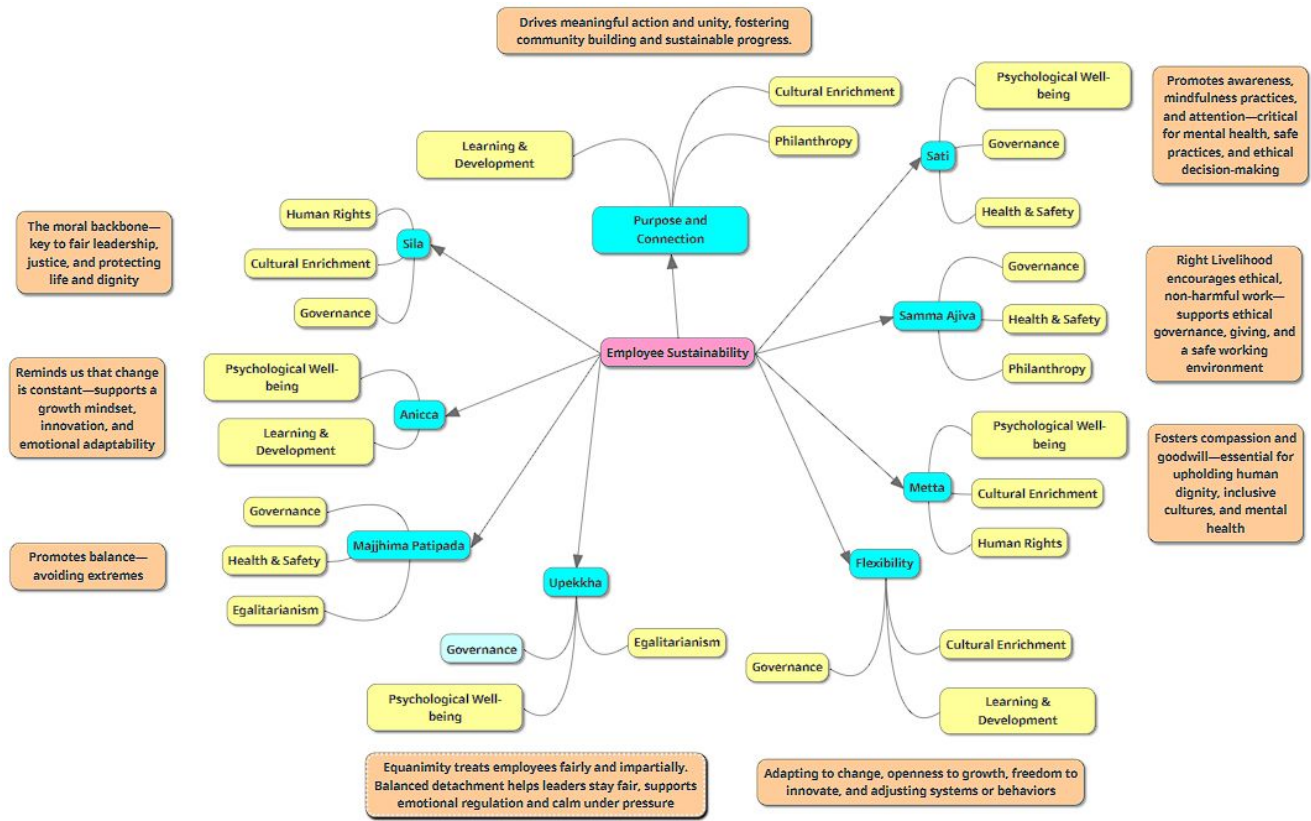 Drives meaningful action and unity, fostering
community building and sustainable progress.
Cultural Enrichment
Philanthropy
Learning &
Development
Purpose and
Connection
Psychological Well-
being
Governance
Health & Safety
Sati
Promotes awareness,
mindfulness practices,
and attention—critical
for mental health, safe
practices, and ethical
decision-making
The moral backbone—
key to fair leadership,
justice, and protecting
life and dignity
Human Rights
Cultural Enrichment
Governance
Sila
Employee Sustainability
Samma Ajiva
Governance
Health & Safety
Philanthropy
Right Livelihood
encourages ethical,
non-harmful work—
supports ethical
governance, giving, and
a safe working
environment
Reminds us that change
is constant—supports a
growth mindset,
innovation, and
emotional adaptability
Psychological Well-
being
Learning &
Development
Anicca
Metta
Psychological Well-
being
Cultural Enrichment
Human Rights
Fosters compassion and
goodwill—essential for
upholding human
dignity, inclusive
cultures, and mental
health
Promotes balance—
avoiding extremes
Governance
Health & Safety
Egalitarianism
Majjhima Patipada
Upekkha
Governance
Psychological Well-
being
Egalitarianism
Flexibility
Governance
Cultural Enrichment
Learning &
Development
Equanimity treats employees fairly and impartially.
Balanced detachment helps leaders stay fair, supports
emotional regulation and calm under pressure
Adapting to change, openness to growth, freedom to
innovate, and adjusting systems or behaviors